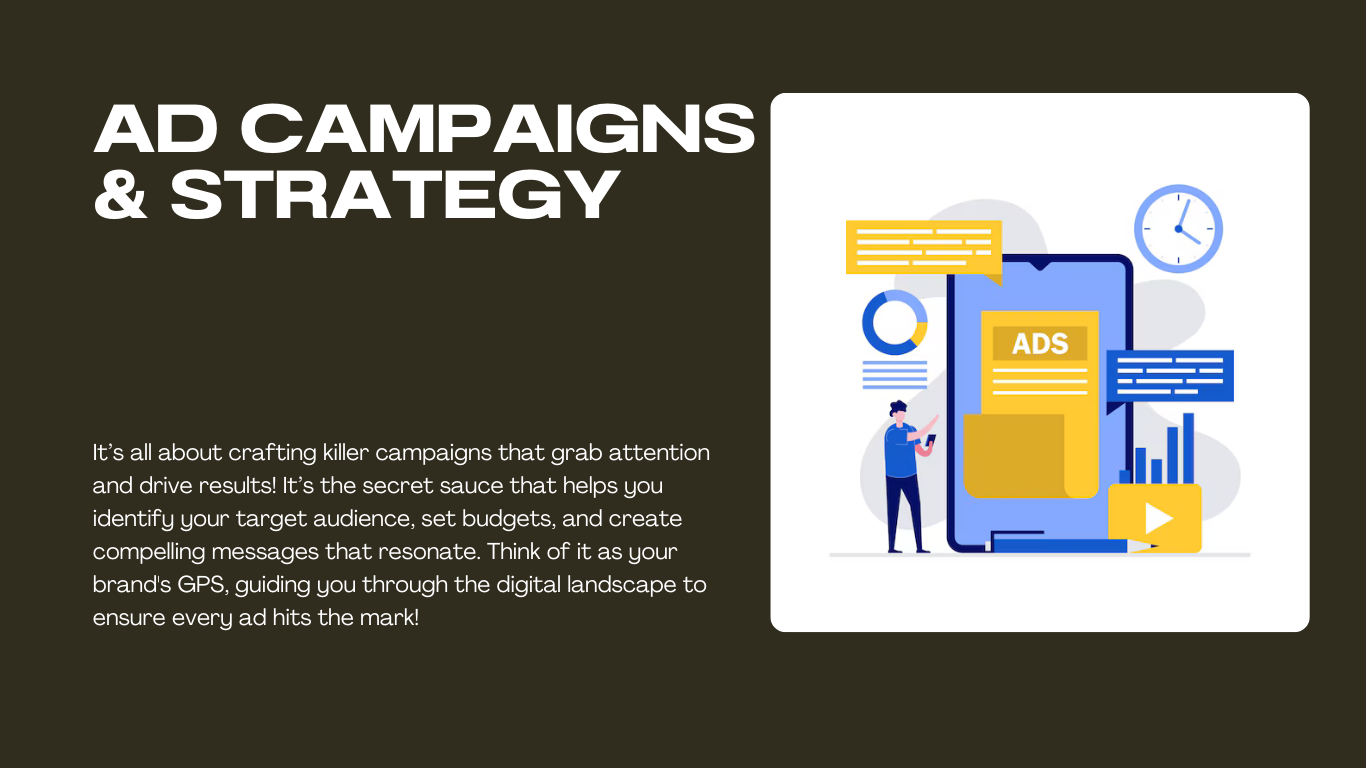 AD CAMPAIGNS
& STRATEGY
It’s all about crafting killer campaigns that grab attention
and drive results! It’s the secret sauce that helps you
identify your target audience, set budgets, and create
compelling messages that resonate. Think of it as your
brand's GPS, guiding you through the digital landscape to
ensure every ad hits the mark!
ADS